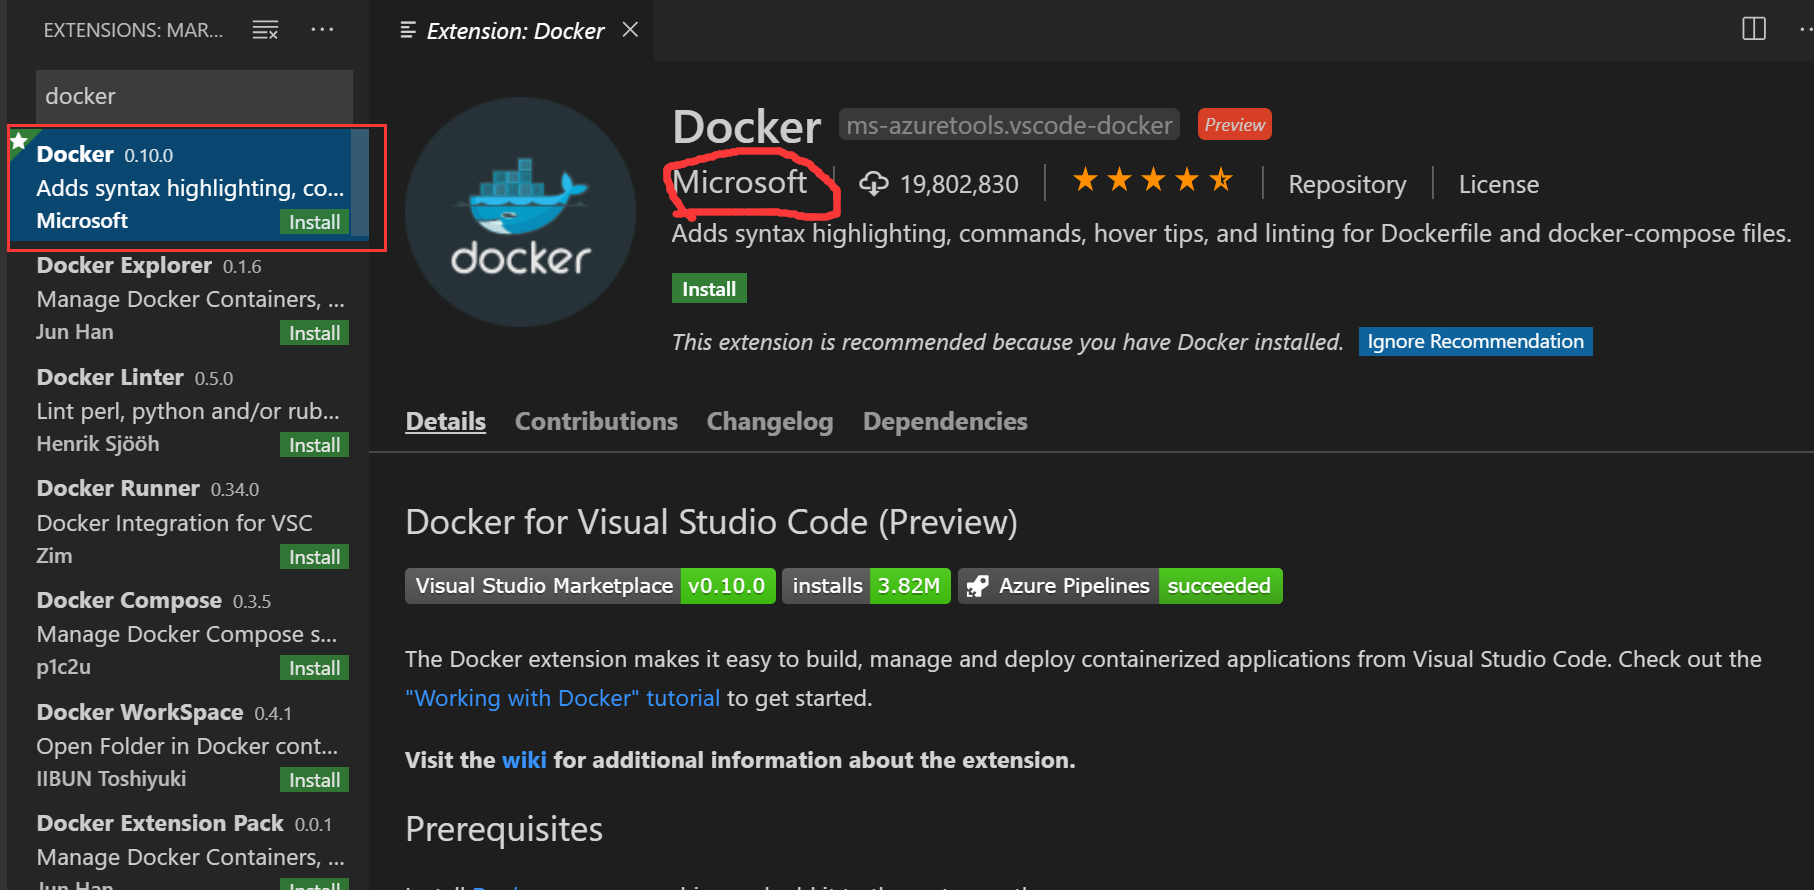 EXTENSIONS: MAR...
docker
Docker 0.10.0
Adds syntax highlighting, co...
Microsoft Install
Docker Explorer 0.1.6
Manage Docker Containers, ...
Jun Han Install
Docker Linter 0.5.0
Lint perl, python and/or rub...
Henrik Sjööh Install
Docker Runner 0.34.0
Docker Integration for VSC
Zim Install
Docker Compose 0.3.5
Manage Docker Compose s...
p1c2u Install
Docker WorkSpace 0.4.1
Open Folder in Docker cont...
IIBUN Toshiyuki Install
Docker Extension Pack 0.0.1
Manage Docker Containers, ...
Jun Han Install
Extension: Docker
docker
Docker ms-azuretools.vscode-docker Preview
Microsoft 19,802,830 Repository License
Adds syntax highlighting, commands, hover tips, and linting for Dockerfile and docker-compose files.
Install
This extension is recommended because you have Docker installed. Ignore Recommendation
Details Contributions Changelog Dependencies
Docker for Visual Studio Code (Preview)
Visual Studio Marketplace v0.10.0 installs 3.82M Azure Pipelines succeeded
The Docker extension makes it easy to build, manage and deploy containerized applications from Visual Studio Code. Check out the
"Working with Docker" tutorial to get started.
Visit the wiki for additional information about the extension.
Prerequisites